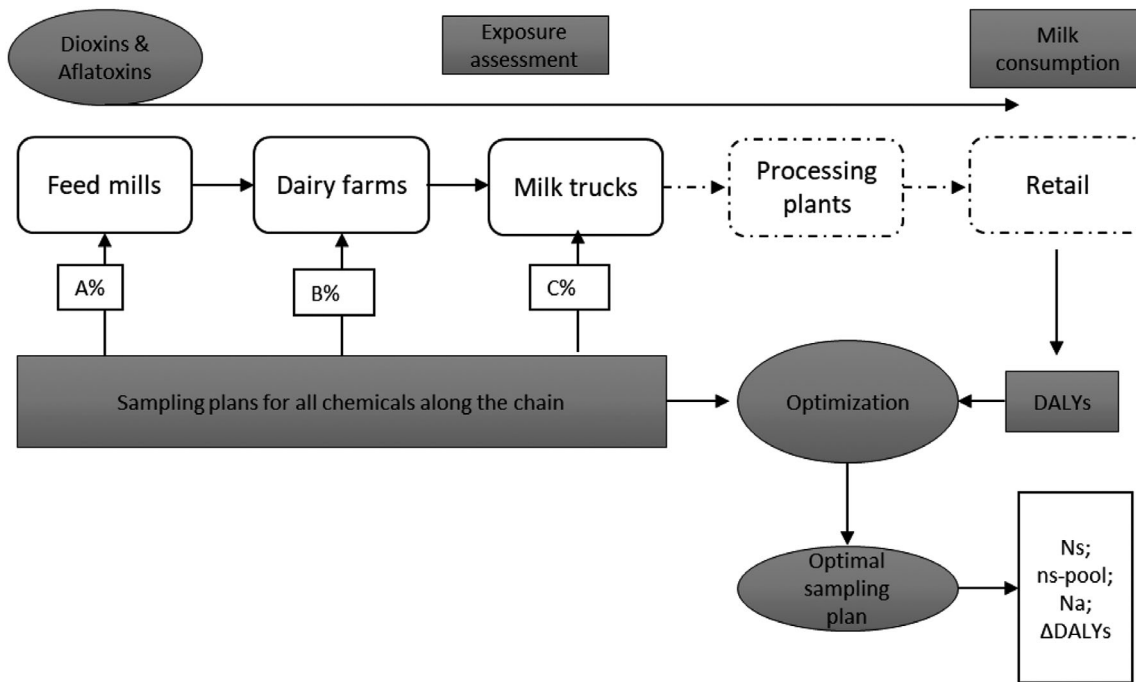 Dioxins &
Aflatoxins
Exposure
assessment
Milk
consumption
Feed mills
Dairy farms
Milk trucks
Processing
plants
Retail
A%
B%
C%
Sampling plans for all chemicals along the chain
Optimization
DALYs
Optimal
sampling
plan
Ns;
ns-pool;
Na;
ΔDALYs